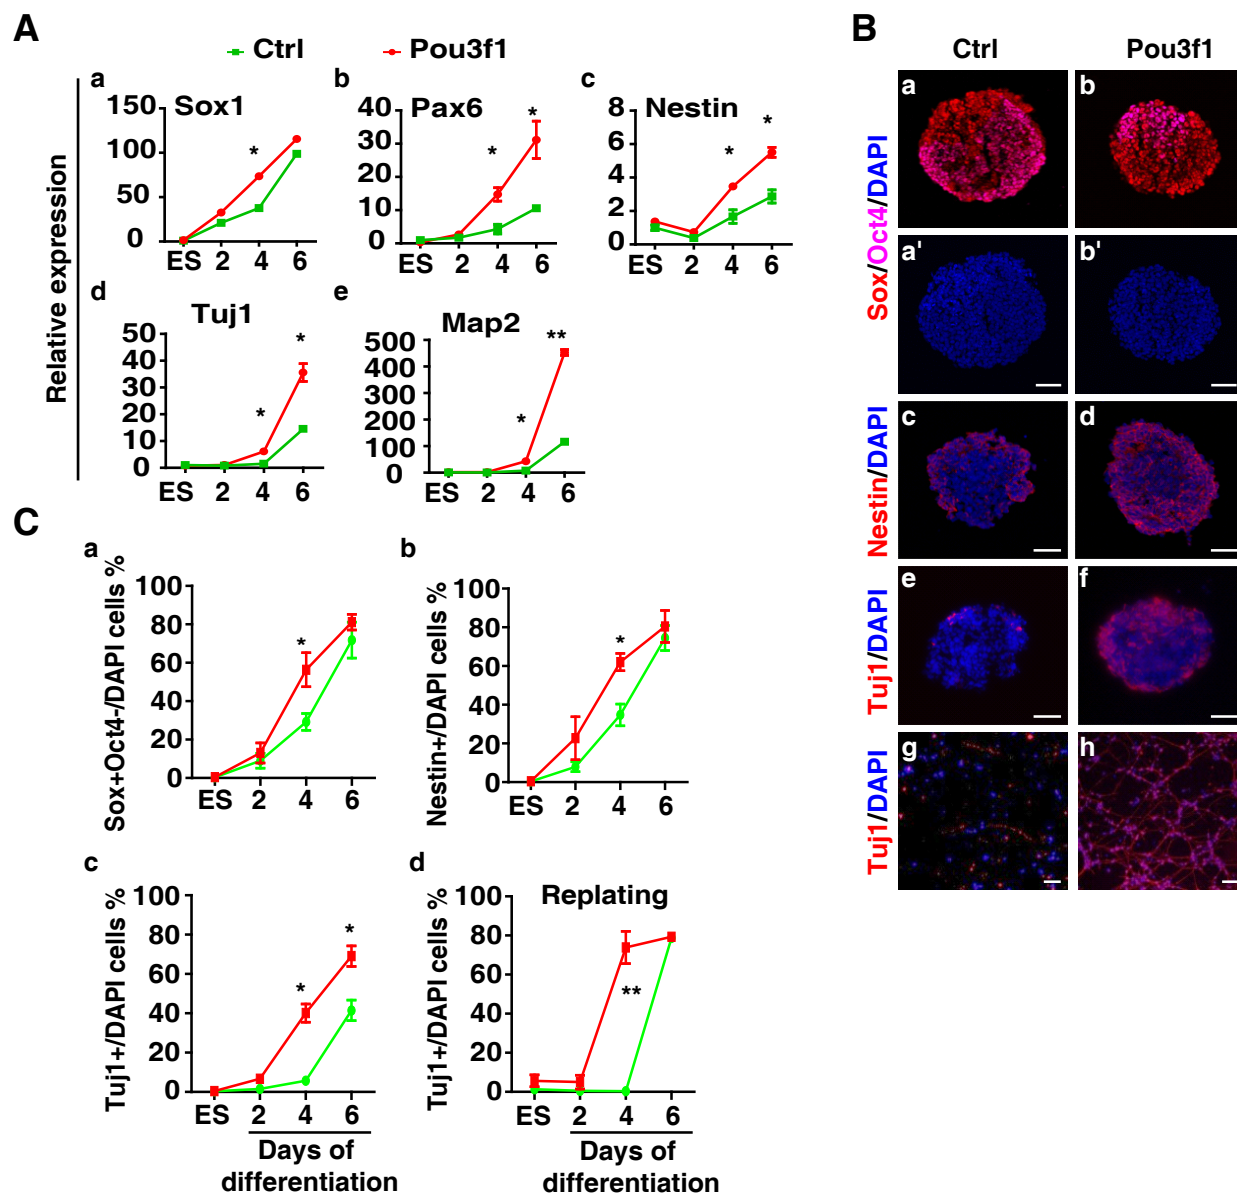 A
Ctrl
Pou3f1
Relative expression
a
Sox1
150
100
50
0
ES 2 4 6
*
b
Pax6
40
30
20
10
0
ES 2 4 6
*
*
c
Nestin
8
6
4
2
0
ES 2 4 6
*
*
d
Tuj1
50
40
30
20
10
0
ES 2 4 6
*
*
e
Map2
500
400
300
200
100
0
ES 2 4 6
*
**
B
Ctrl
Pou3f1
Sox/Oct4/DAPI
a
b
a'
b'
Nestin/DAPI
c
d
Tuj1/DAPI
e
f
Tuj1/DAPI
g
h
C
a
Sox+Oct4-/DAPI cells %
100
80
60
40
20
0
ES 2 4 6
*
b
Nestin+/DAPI cells %
100
80
60
40
20
0
ES 2 4 6
*
c
Tuj1+/DAPI cells %
100
80
60
40
20
0
ES 2 4 6
*
*
Days of
differentiation
d
Replating
Tuj1+/DAPI cells %
100
80
60
40
20
0
ES 2 4 6
**
Days of
differentiation